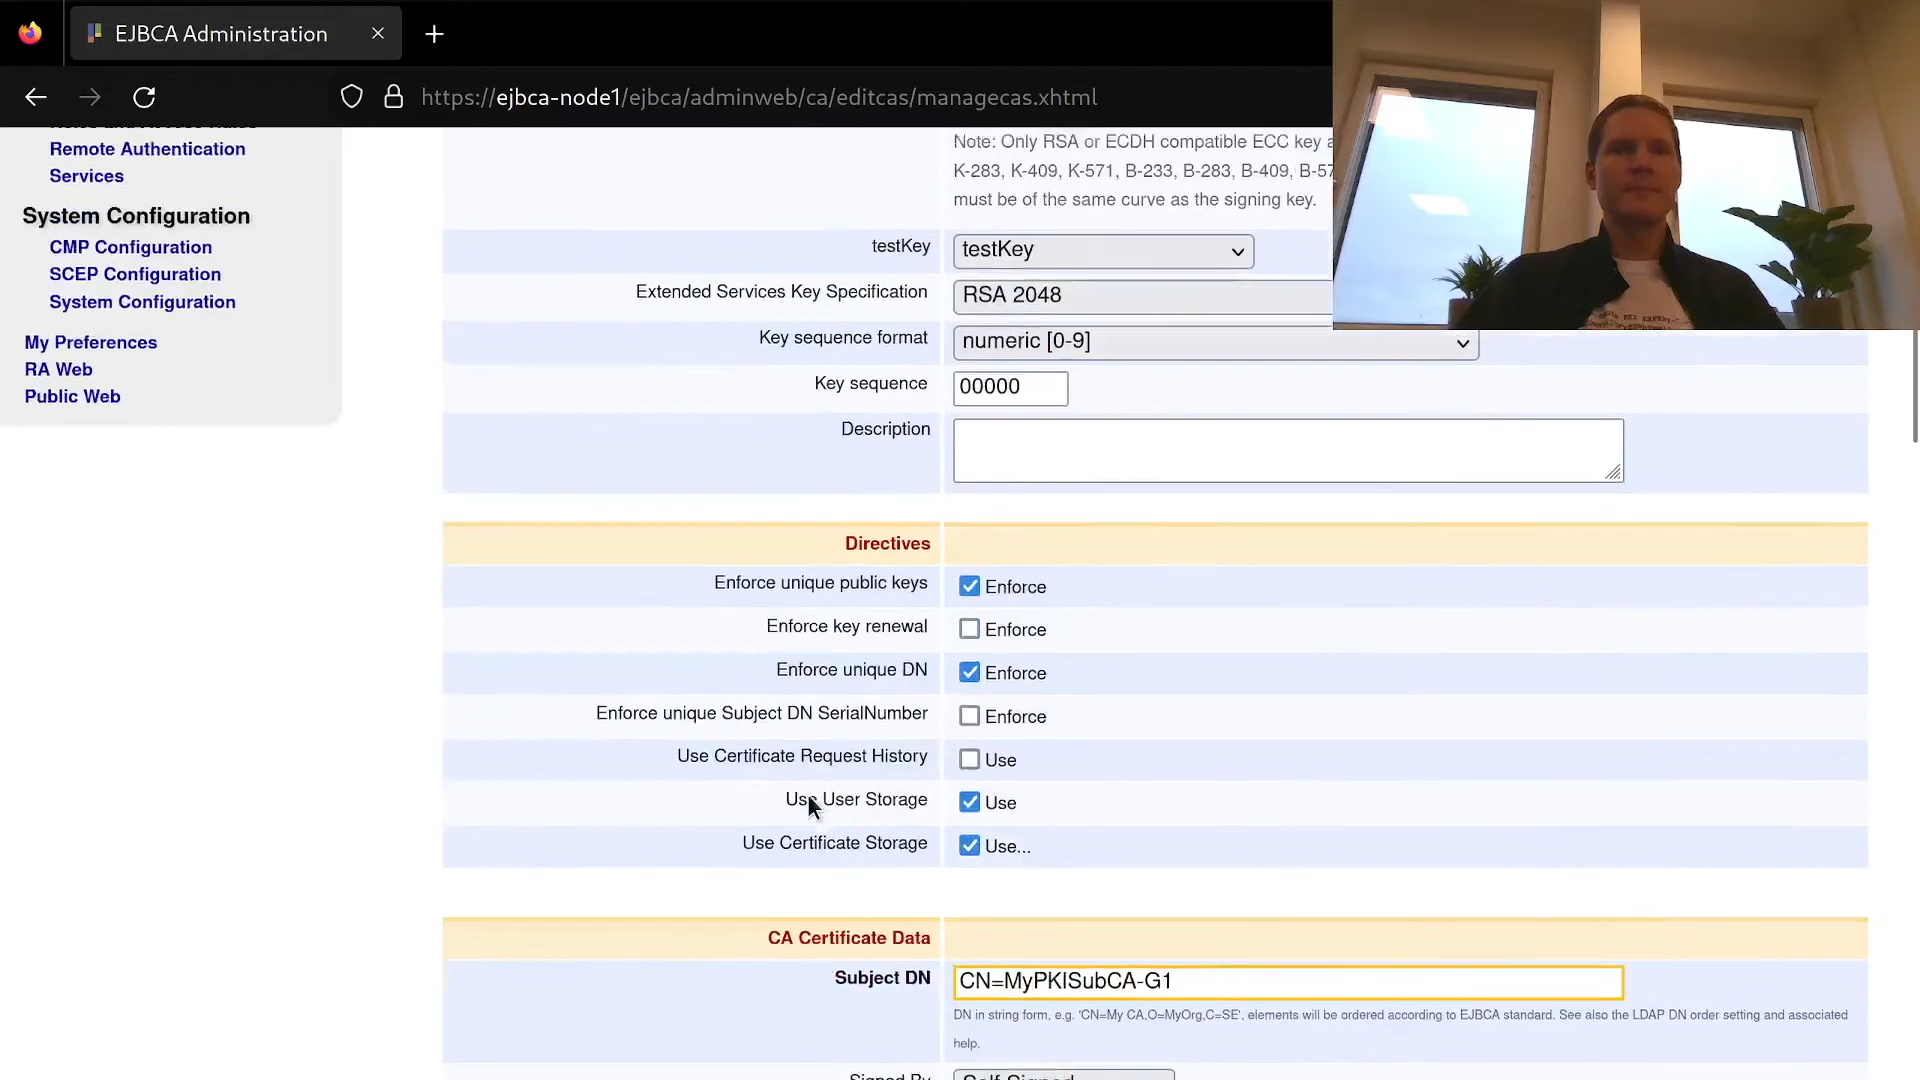 EJBCA Administration
https://ejbca-node1/ejbca/adminweb/ca/editcas/managecas.xhtml
Remote Authentication
Services
System Configuration
CMP Configuration
SCEP Configuration
System Configuration
My Preferences
RA Web
Public Web
Note: Only RSA or ECDH compatible ECC key
K-283, K-409, K-571, B-233, B-283, B-409,
must be of the same curve as the signing key.
testKey testKey
Extended Services Key Specification RSA 2048
Key sequence format numeric [0-9]
Key sequence 00000
Description
Directives
Enforce unique public keys Enforce
Enforce key renewal Enforce
Enforce unique DN Enforce
Enforce unique Subject DN SerialNumber Enforce
Use Certificate Request History Use
Use User Storage Use
Use Certificate Storage Use...
CA Certificate Data
Subject DN CN=MyPKISubCA-G1
DN in string form, e.g. 'CN=My CA,O=MyOrg,C=SE', elements will be ordered according to EJBCA standard. See also the LDAP DN order setting and associated
help.